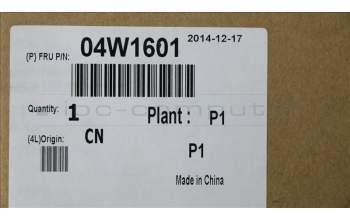 2014-12-17
(P) FRU P/N: 04W1601
Quantity: 1 Plant : P1
(4L)Origin: CN
P1
Made in China